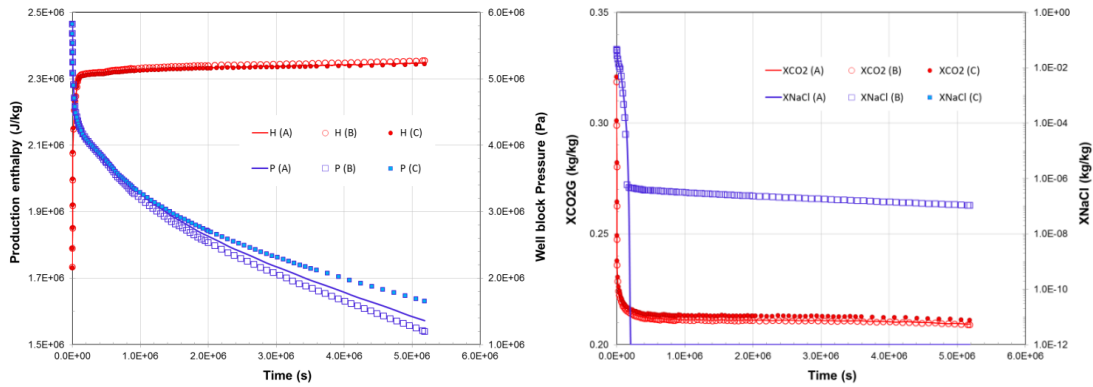 2.5E+06
2.3E+06
2.1E+06
1.9E+06
1.7E+06
1.5E+06
Production enthalpy (J/kg)
H (A) H (B) H (C)
P (A) P (B) P (C)
6.0E+06
5.0E+06
4.0E+06
3.0E+06
2.0E+06
1.0E+06
Well block Pressure (Pa)
0.0E+00 1.0E+06 2.0E+06 3.0E+06 4.0E+06 5.0E+06 6.0E+06
Time (s)
0.35
0.30
0.25
0.20
XCO2G (kg/kg)
XCO2 (A) XCO2 (B) XCO2 (C)
XNaCl (A) XNaCl (B) XNaCl (C)
1.0E+00
1.0E-02
1.0E-04
1.0E-06
1.0E-08
1.0E-10
1.0E-12
XNaCl (kg/kg)
0.0E+00 1.0E+06 2.0E+06 3.0E+06 4.0E+06 5.0E+06 6.0E+06
Time (s)